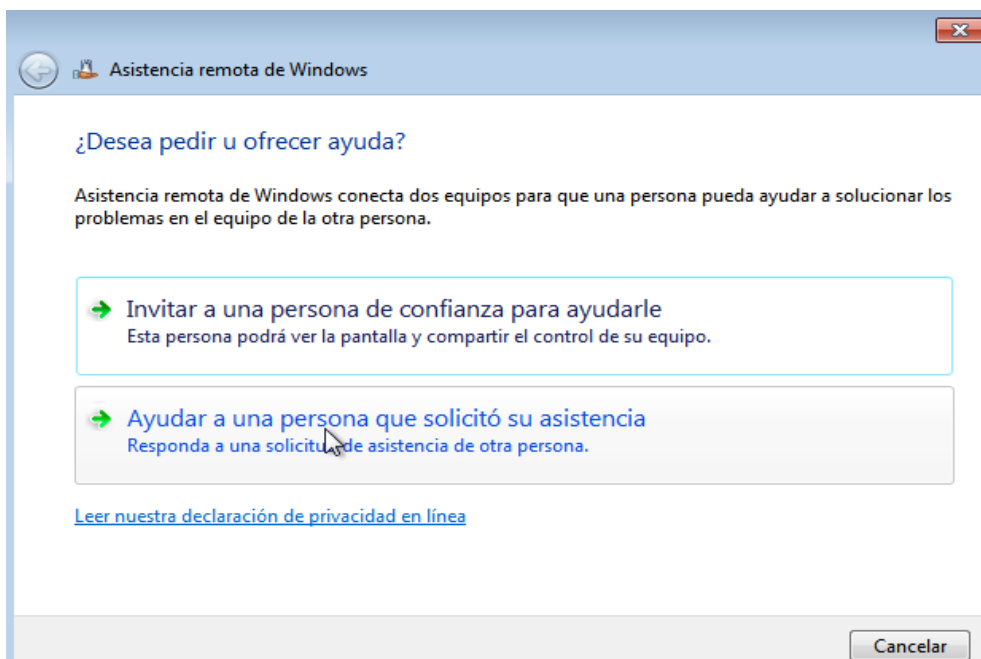 Asistencia remota de Windows
¿Desea pedir u ofrecer ayuda?
Asistencia remota de Windows conecta dos equipos para que una persona pueda ayudar a solucionar los
problemas en el equipo de la otra persona.
Invitar a una persona de confianza para ayudarle
Esta persona podrá ver la pantalla y compartir el control de su equipo.
Ayudar a una persona que solicitó su asistencia
Responda a una solicitud de asistencia de otra persona.
Leer nuestra declaración de privacidad en línea
Cancelar